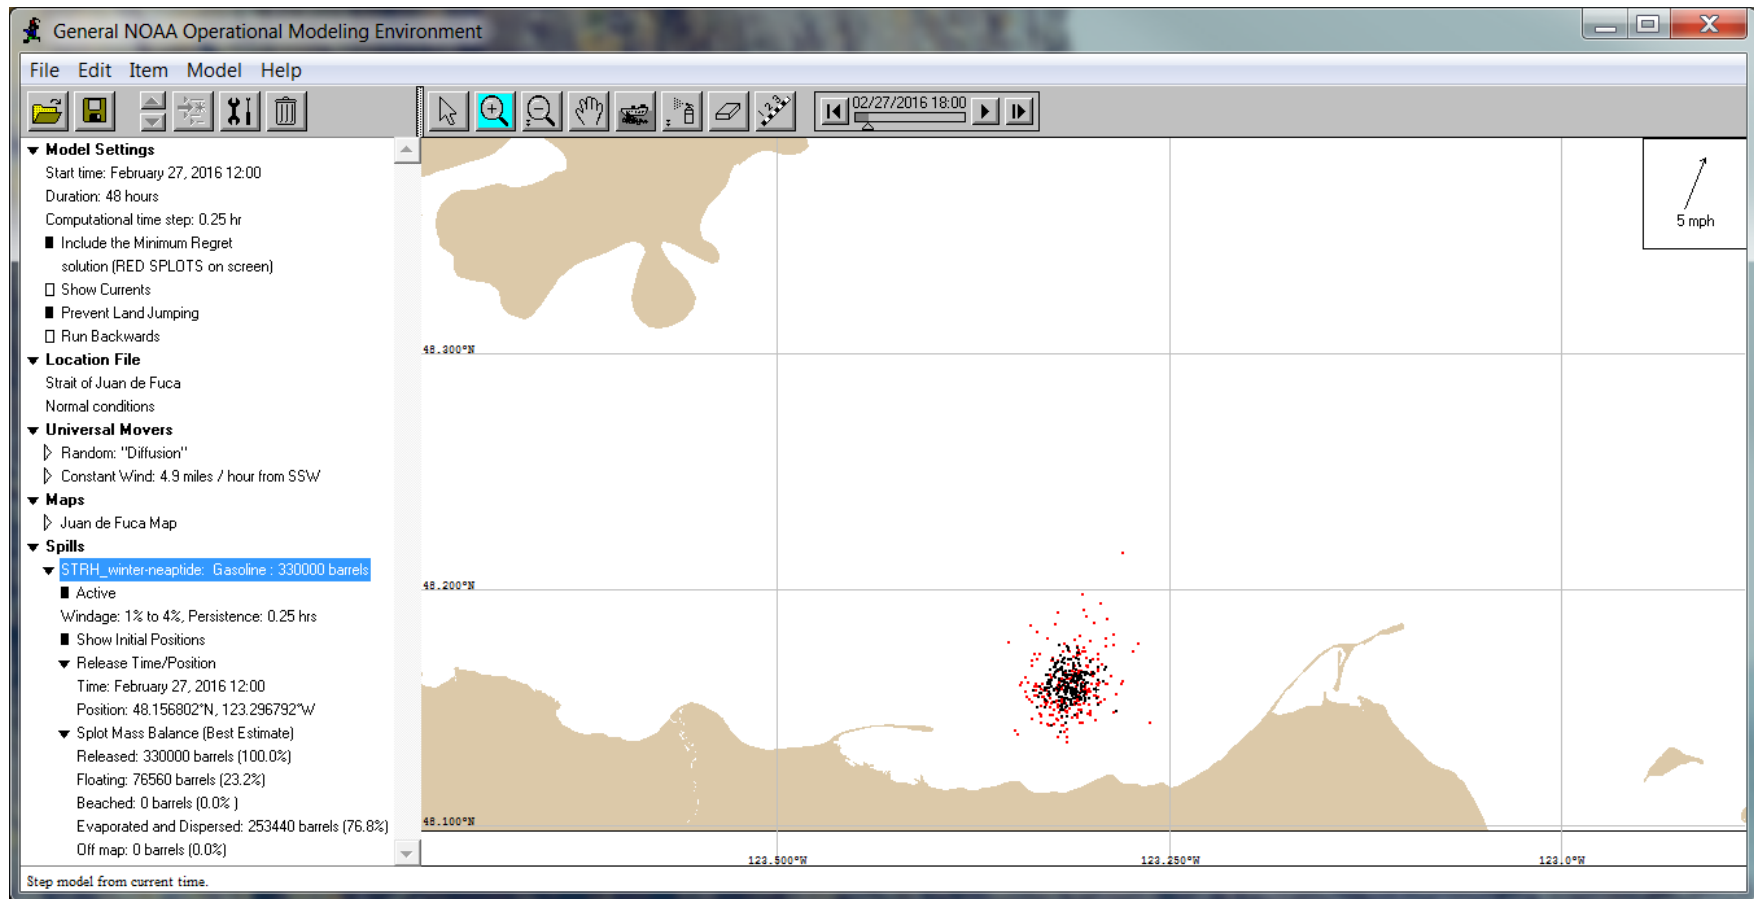 General NOAA Operational Modeling Environment
File Edit Item Model Help
02/27/2016 18:00
Model Settings
Start time: February 27, 2016 12:00
Duration: 48 hours
Computational time step: 0.25 hr
Include the Minimum Regret
solution (RED SPLOTS on screen)
Show Currents
Prevent Land Jumping
Run Backwards
Location File
Strait of Juan de Fuca
Normal conditions
Universal Movers
Random: "Diffusion"
Constant Wind: 4.9 miles / hour from SSW
Maps
Juan de Fuca Map
Spills
STRH_winter-neaptide: Gasoline : 330000 barrels
Active
Windage: 1% to 4%, Persistence: 0.25 hrs
Show Initial Positions
Release Time/Position
Time: February 27, 2016 12:00
Position: 48.156802°N, 123.296792°W
Splot Mass Balance (Best Estimate)
Released: 330000 barrels (100.0%)
Floating: 76560 barrels (23.2%)
Beached: 0 barrels (0.0% )
Evaporated and Dispersed: 253440 barrels (76.8%)
Off map: 0 barrels (0.0%)
Step model from current time.
5 mph
48.300°N
48.200°N
48.100°N
123.500°W 123.250°W 123.0°W